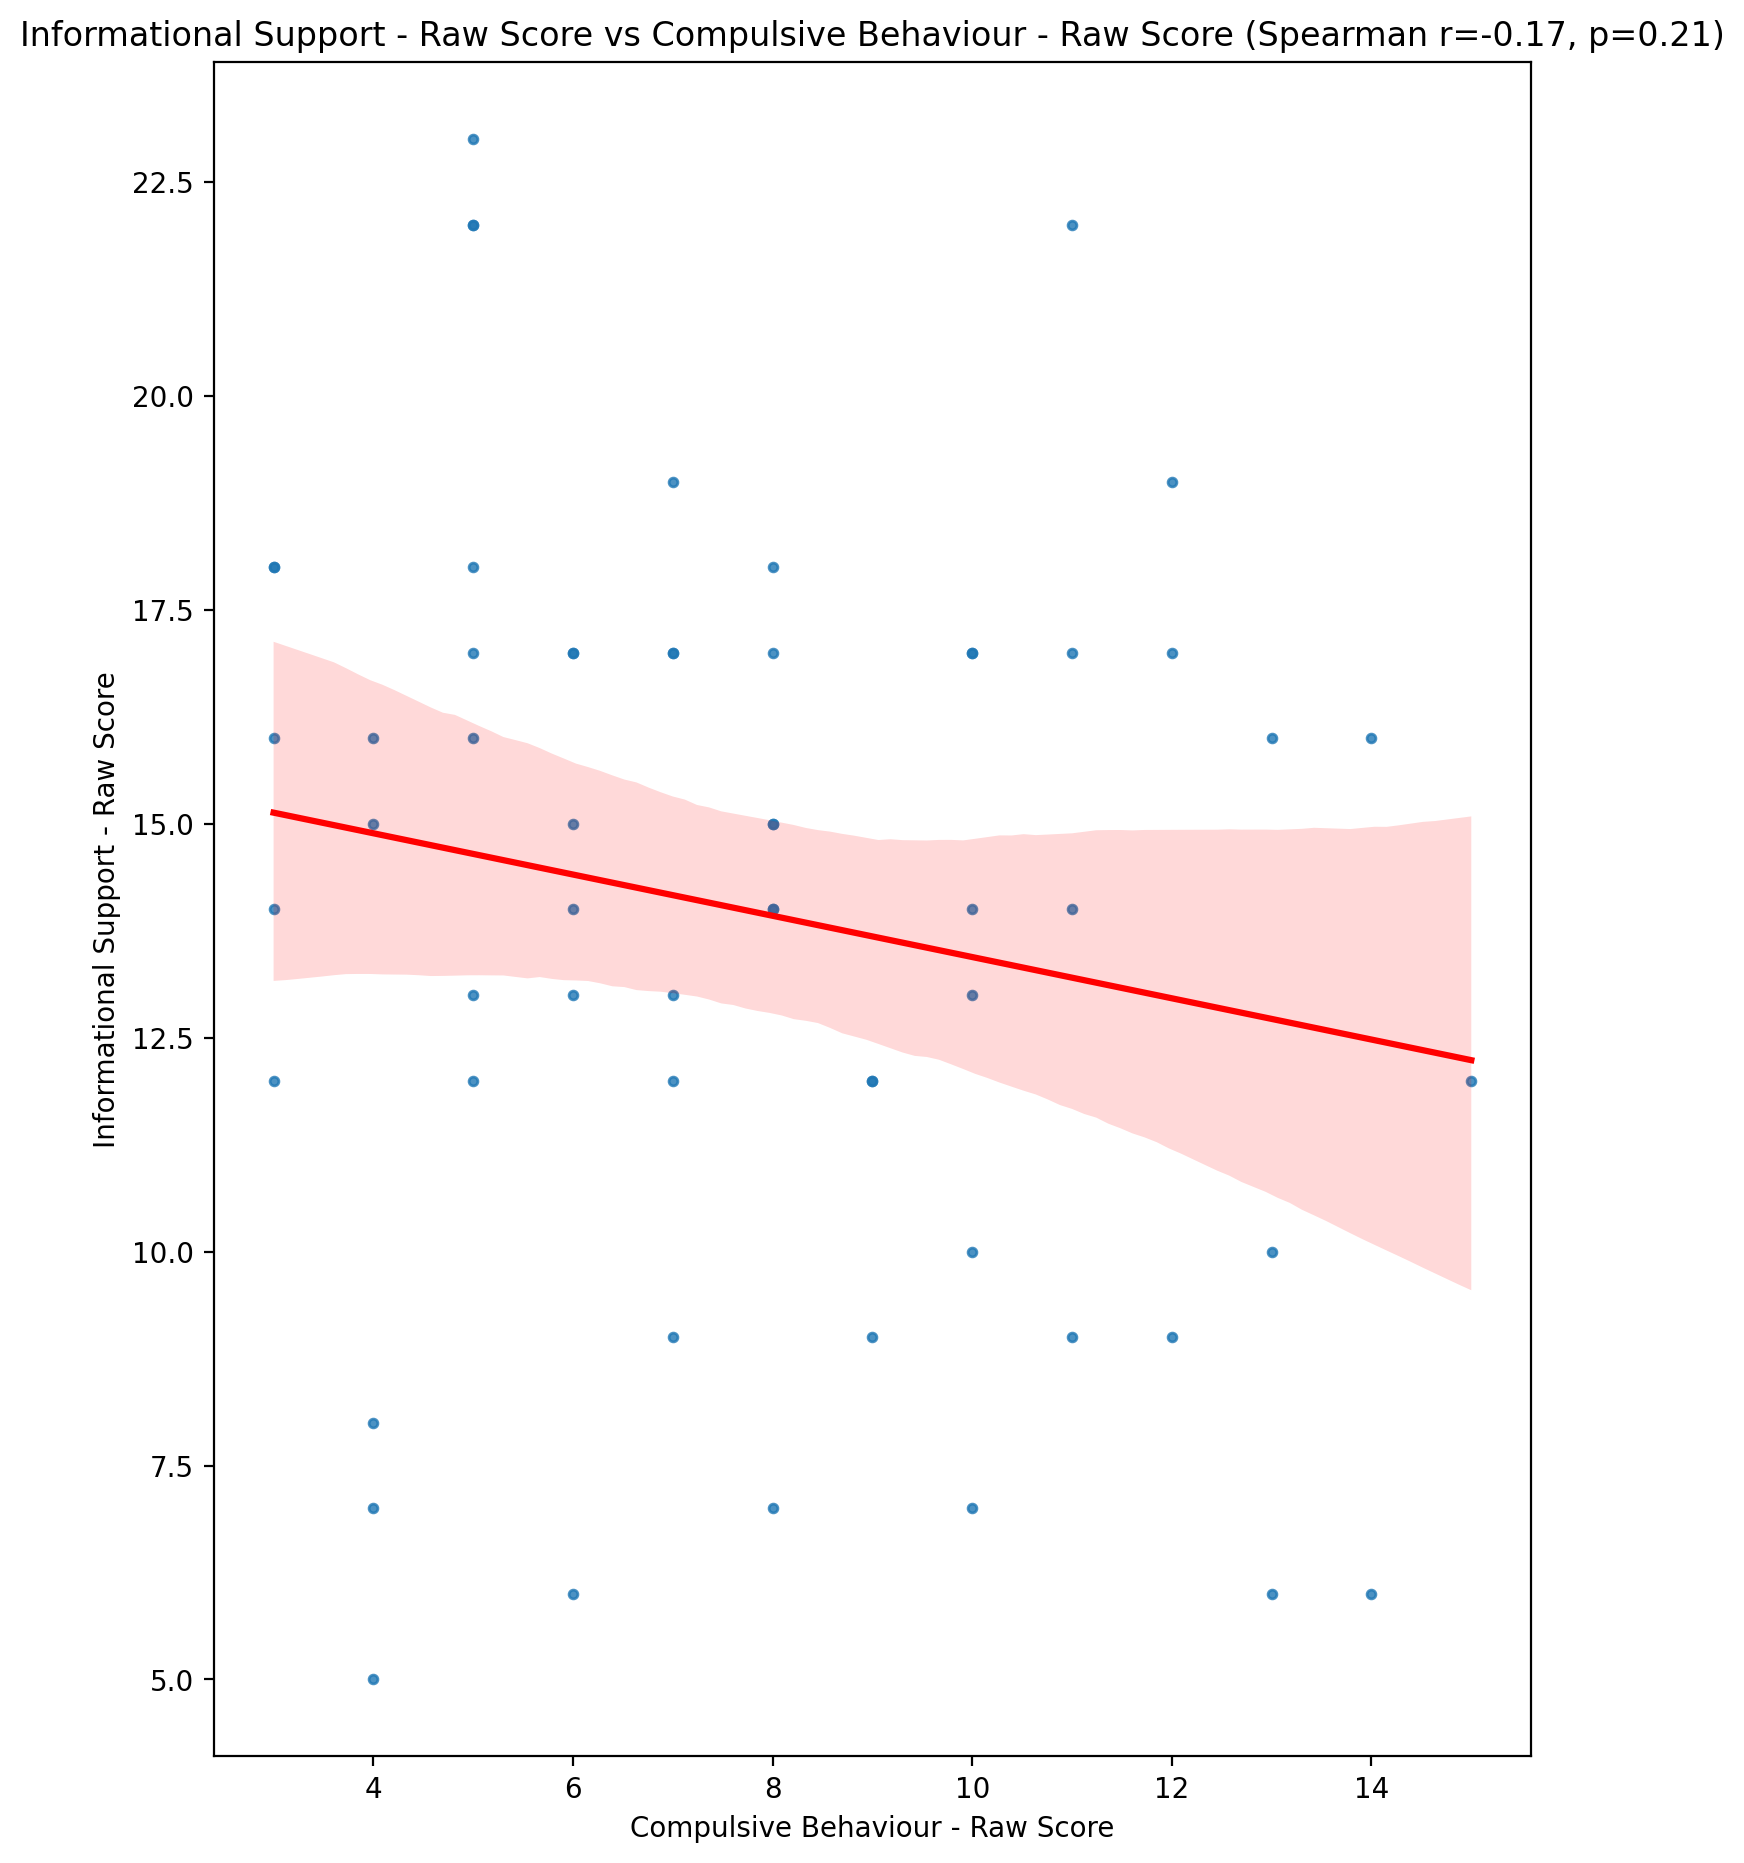 Informational Support - Raw Score vs Compulsive Behaviour - Raw Score (Spearman r=-0.17, p=0.21)
22.5
20.0
17.5
15.0
12.5
10.0
7.5
5.0
Informational Support - Raw Score
4 6 8 10 12 14
Compulsive Behaviour - Raw Score